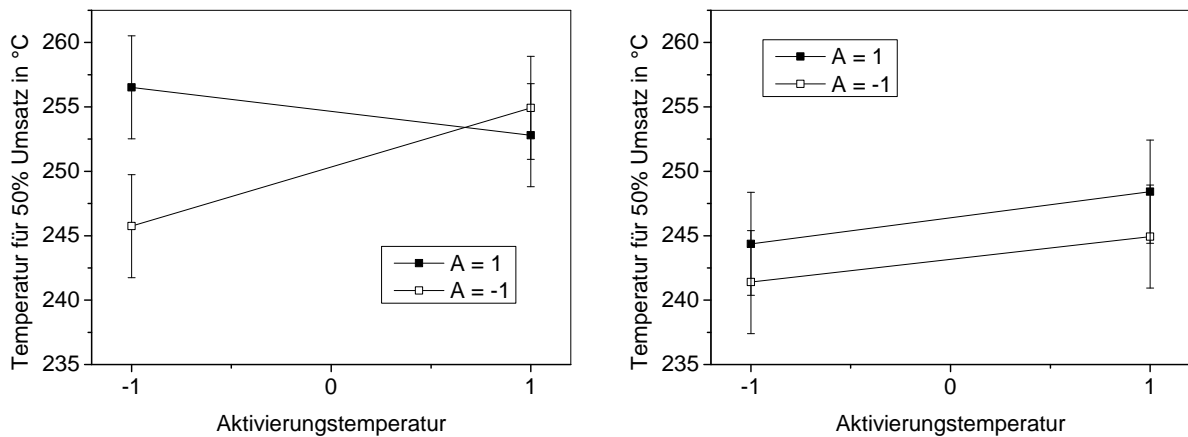 260
255
250
245
240
235
Temperatur für 50% Umsatz in °C
A = 1
A = -1
-1 0 1
Aktivierungstemperatur
260
255
250
245
240
235
Temperatur für 50% Umsatz in °C
A = 1
A = -1
-1 0 1
Aktivierungstemperatur